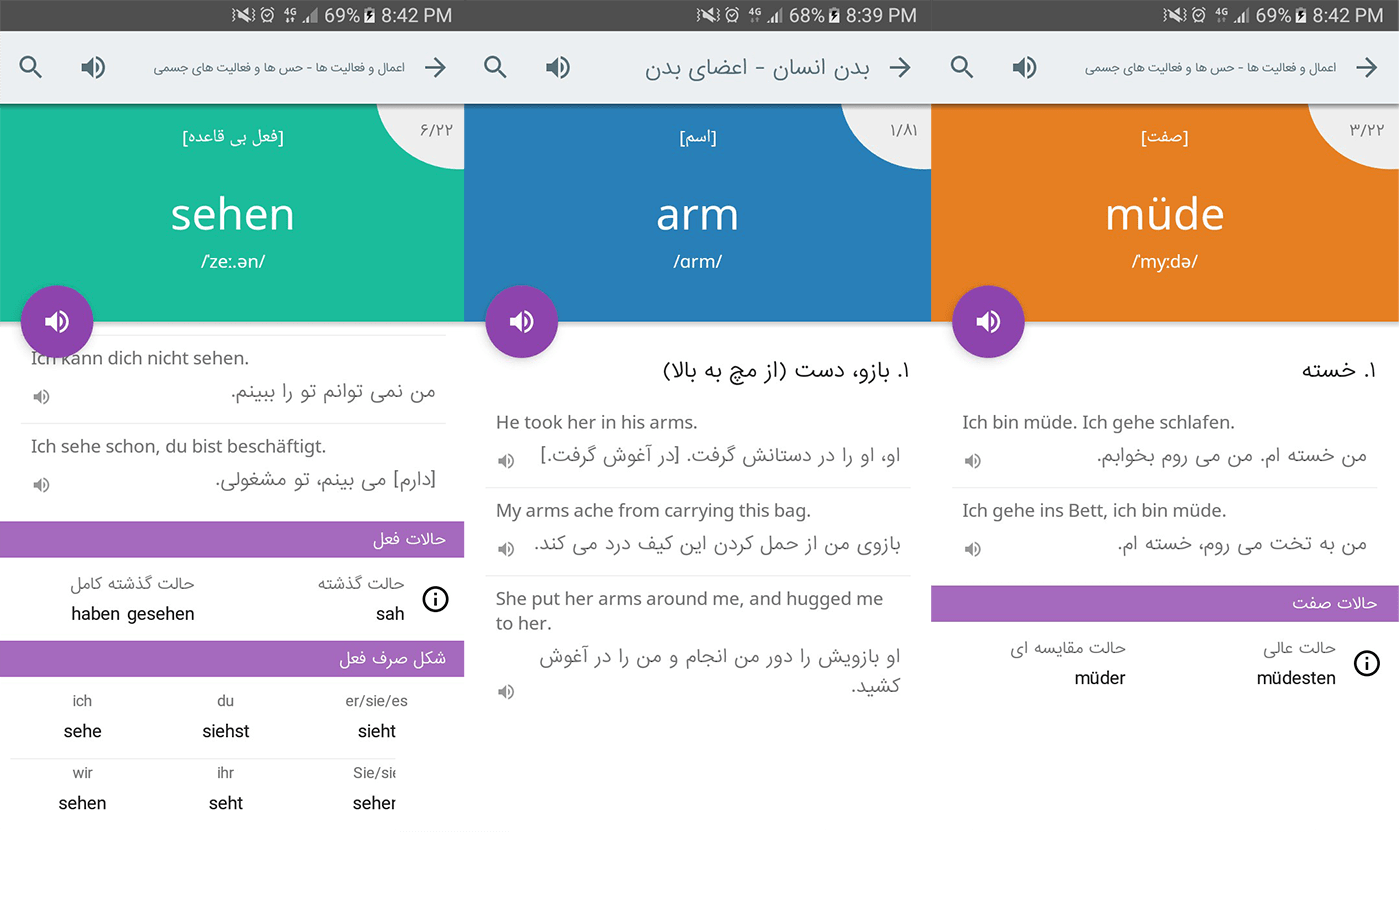 4G 69% 8:42 PM
اعمال و فعالیت ها - حس ها و فعالیت های جسمی
۶/۲۲
[فعل بی قاعده]
sehen
/ˈzeː.ən/
Ich kann dich nicht sehen.
من نمی توانم تو را ببینم.
Ich sehe schon, du bist beschäftigt.
[دارم] می بینم، تو مشغولی.
حالات فعل
حالت گذشته حالت گذشته کامل
haben gesehen sah
شکل صرف فعل
ich du er/sie/es
sehe siehst sieht
wir ihr Sie/sie
sehen seht sehen
4G 68% 8:39 PM
بدن انسان - اعضای بدن
۱/۸۱
[اسم]
arm
/ɑrm/
۱. بازو، دست (از مچ به بالا)
He took her in his arms.
او، او را در دستانش گرفت. [در آغوش گرفت.]
My arms ache from carrying this bag.
بازوی من از حمل کردن این کیف درد می کند.
She put her arms around me, and hugged me
to her.
او بازویش را دور من انجام و من را در آغوش
کشید.
4G 69% 8:42 PM
اعمال و فعالیت ها - حس ها و فعالیت های جسمی
۳/۲۲
[صفت]
müde
/ˈmyːdə/
۱. خسته
Ich bin müde. Ich gehe schlafen.
من خسته ام. من می روم بخوابم.
Ich gehe ins Bett, ich bin müde.
من به تخت می روم، خسته ام.
حالات صفت
حالت عالی حالت مقایسه ای
müder müdesten